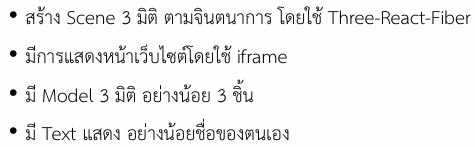 • สร้าง Scene 3 มิติ ตามจินตนาการ โดยใช้ Three-React-Fiber
• มีการแสดงหน้าเว็บไซต์โดยใช้ iframe
• มี Model 3 มิติ อย่างน้อย 3 ชิ้น
• มี Text แสดง อย่างน้อยชื่อของตนเอง